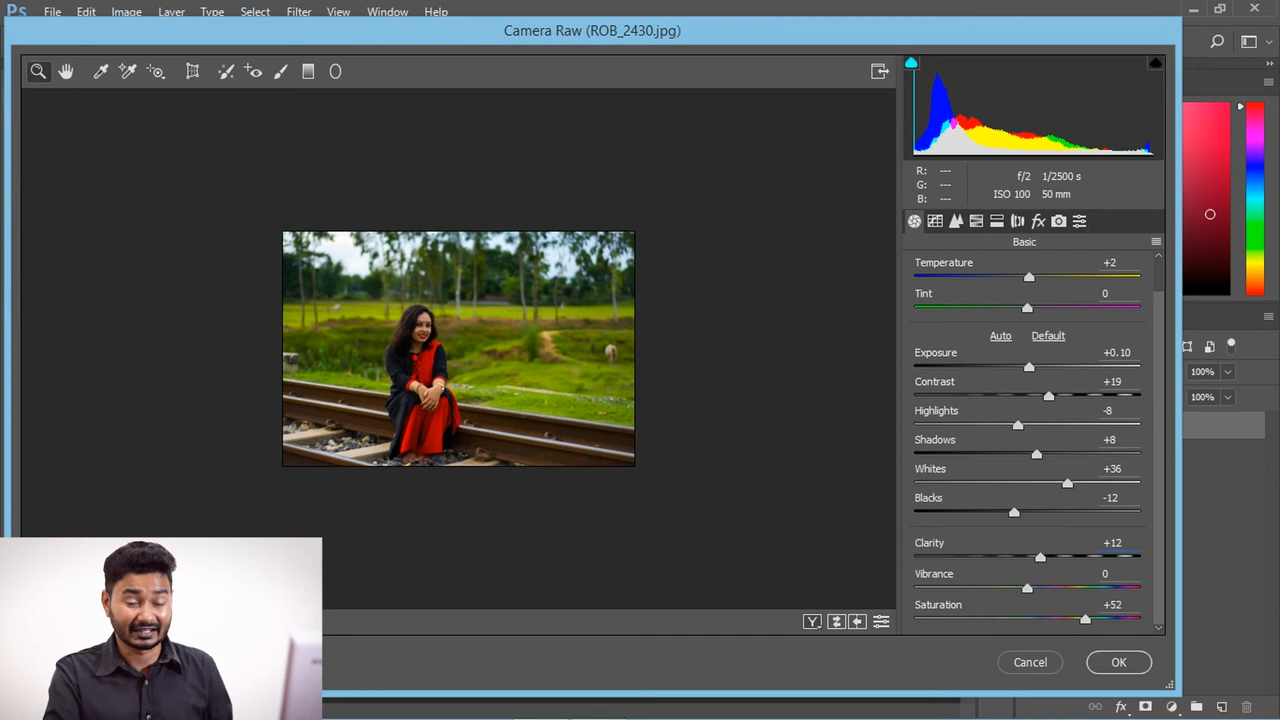 Ps File Edit Image Layer Type Select Filter View Window Help
Camera Raw (ROB_2430.jpg)
R: ---
G: ---
B: ---
f/2 1/2500 s
ISO 100 50 mm
fx
Basic
Temperature +2
Tint 0
Auto Default
Exposure +0.10
Contrast +19
Highlights -8
Shadows +8
Whites +36
Blacks -12
Clarity +12
Vibrance 0
Saturation +52
100%
100%
Y
Cancel OK
fx